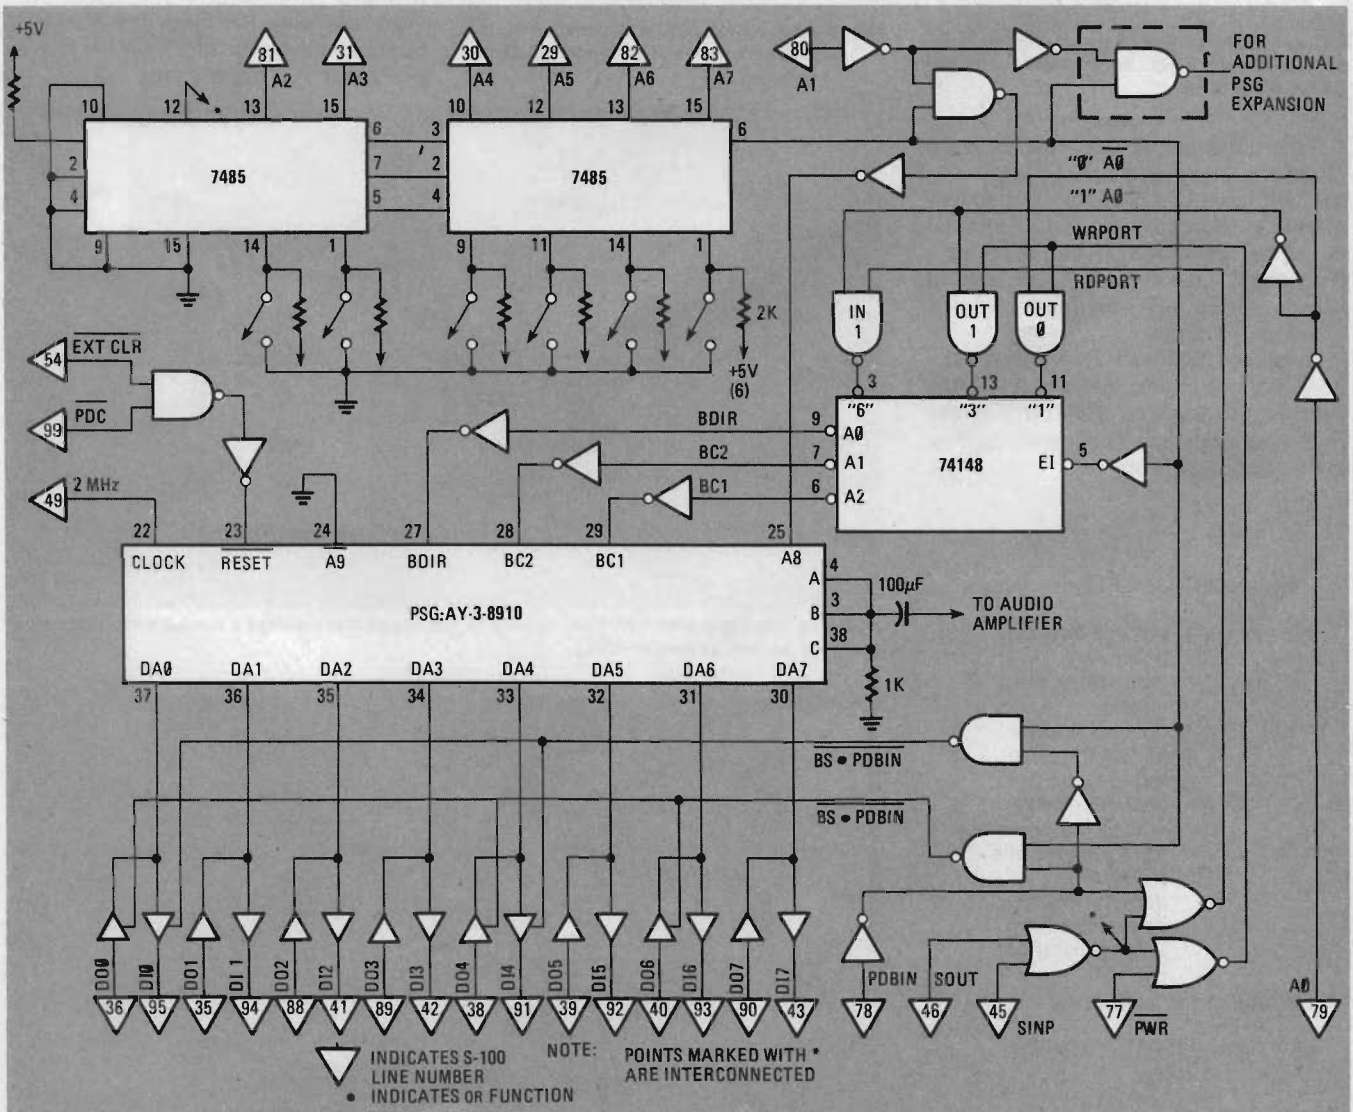 +5V
81 31 30 29 82 83 80
A2 A3 A4 A5 A6 A7 A1
FOR
ADDITIONAL
PSG
EXPANSION
10 12 13 15 10 12 13 15
6 3 6
2 7 2
7485 7485
4 5 4
9 15 14 1 9 11 14 1
"0" A0
"1" A0
WRPORT
RDPORT
2K
+5V
(6)
IN
1
OUT
1
OUT
0
3 13 11
"6" "3" "1"
EXT CLR
54
PDC
99
2 MHz
49
BDIR 9 A0
BC2 7 A1
BC1 6 A2
74148
EI 5
22 23 24 27 28 29 25
CLOCK RESET A9 BDIR BC2 BC1 A8
PSG:AY-3-8910
A 4
B 3
C 38
100µF
TO AUDIO
AMPLIFIER
1K
DA0 DA1 DA2 DA3 DA4 DA5 DA6 DA7
37 36 35 34 33 32 31 30
BS • PDBIN
BS • PDBIN
DO0 DI0 DO1 DI1 DO2 DI2 DO3 DI3 DO4 DI4 DO5 DI5 DO6 DI6 DO7 DI7
PDBIN SOUT SINP PWR A0
36 95 35 94 88 41 89 42 38 91 39 92 40 93 90 43 78 46 45 77 79
INDICATES S-100
LINE NUMBER
• INDICATES OR FUNCTION
NOTE: POINTS MARKED WITH *
ARE INTERCONNECTED